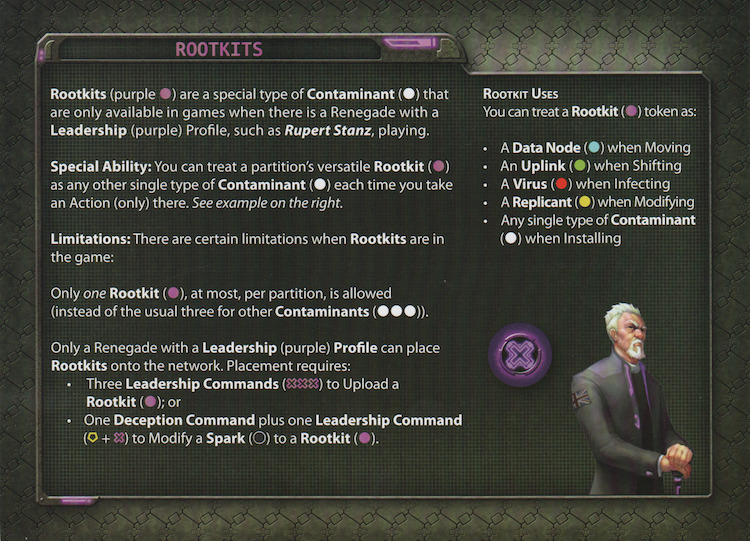 ROOTKITS
Rootkits (purple ●) are a special type of Contaminant (●) that
are only available in games when there is a Renegade with a
Leadership (purple) Profile, such as Rupert Stanz, playing.
Special Ability: You can treat a partition's versatile Rootkit (●)
as any other single type of Contaminant (●) each time you take
an Action (only) there. See example on the right.
Limitations: There are certain limitations when Rootkits are in
the game:
Only one Rootkit (●), at most, per partition, is allowed
(instead of the usual three for other Contaminants (●●●)).
Only a Renegade with a Leadership (purple) Profile can place
Rootkits onto the network. Placement requires:
• Three Leadership Commands (✖✖✖) to Upload a
Rootkit (●); or
• One Deception Command plus one Leadership Command
(⬠ + ✖) to Modify a Spark (○) to a Rootkit (●).
ROOTKIT USES
You can treat a Rootkit (●) token as:
• A Data Node (●) when Moving
• An Uplink (●) when Shifting
• A Virus (●) when Infecting
• A Replicant (●) when Modifying
• Any single type of Contaminant
(●) when Installing